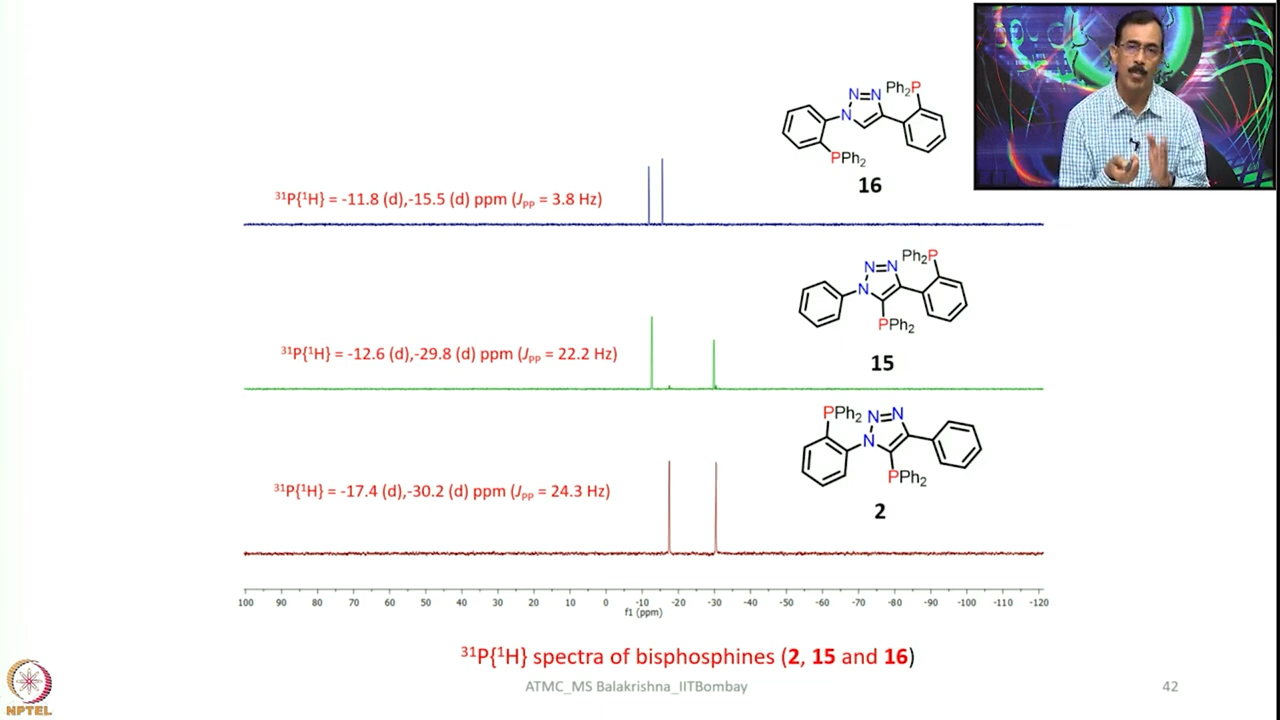 N=N Ph₂P
N
PPh₂
16
³¹P{¹H} = -11.8 (d),-15.5 (d) ppm (Jₚₚ = 3.8 Hz)
N=N Ph₂P
N
PPh₂
15
³¹P{¹H} = -12.6 (d),-29.8 (d) ppm (Jₚₚ = 22.2 Hz)
PPh₂ N=N
N
PPh₂
2
³¹P{¹H} = -17.4 (d),-30.2 (d) ppm (Jₚₚ = 24.3 Hz)
100 90 80 70 60 50 40 30 20 10 0 -10 -20 -30 -40 -50 -60 -70 -80 -90 -100 -110 -120
f1 (ppm)
³¹P{¹H} spectra of bisphosphines (2, 15 and 16)
ATMC_MS Balakrishna_IITBombay
42
NPTEL